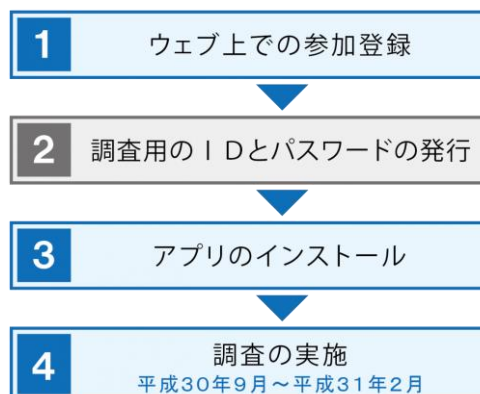 1 ウェブ上での参加登録
2 調査用のIDとパスワードの発行
3 アプリのインストール
4 調査の実施
平成30年9月～平成31年2月